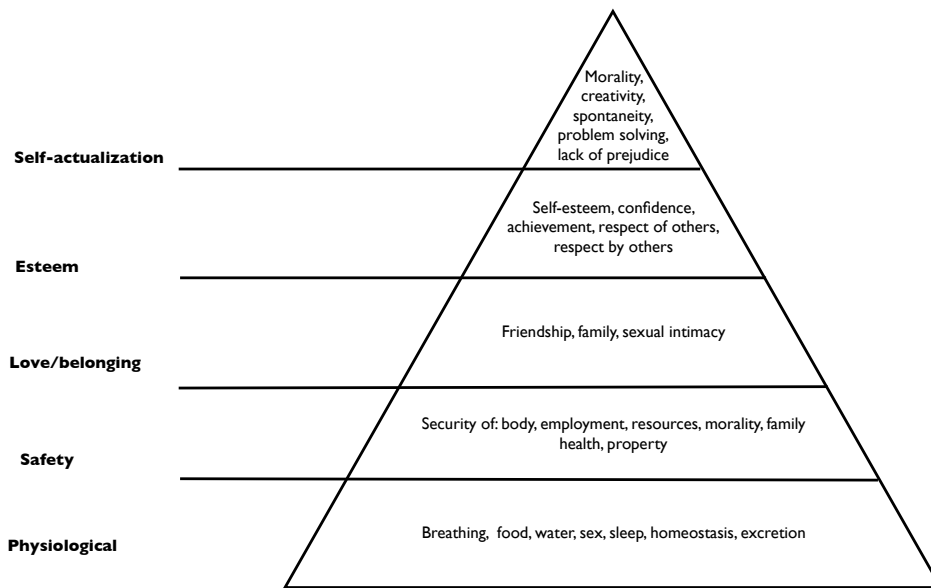 Morality,
creativity,
spontaneity,
problem solving,
lack of prejudice
Self-actualization
Self-esteem, confidence,
achievement, respect of others,
respect by others
Esteem
Friendship, family, sexual intimacy
Love/belonging
Security of: body, employment, resources, morality, family
health, property
Safety
Breathing, food, water, sex, sleep, homeostasis, excretion
Physiological